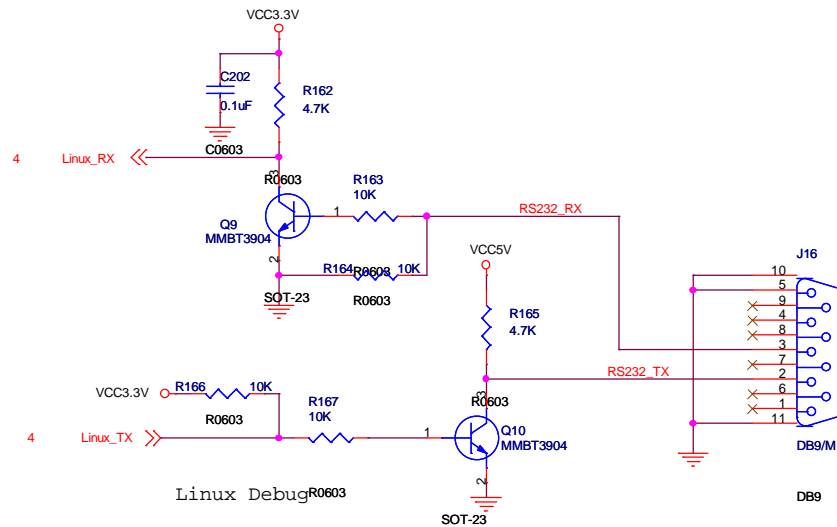 VCC3.3V
C202
0.1uF
C0603
R162
4.7K
R0603
4 Linux_RX
3
Q9
MMBT3904
1
2
SOT-23
R163
10K
RS232_RX
R164 10K
R0603
R0603
VCC5V
R165
4.7K
R0603
RS232_TX
J16
10
5
9
4
8
3
7
2
6
1
11
DB9/M
DB9
VCC3.3V
R166 10K
R0603
R167
10K
R0603
4 Linux_TX
1
3
Q10
MMBT3904
2
SOT-23
Linux Debug